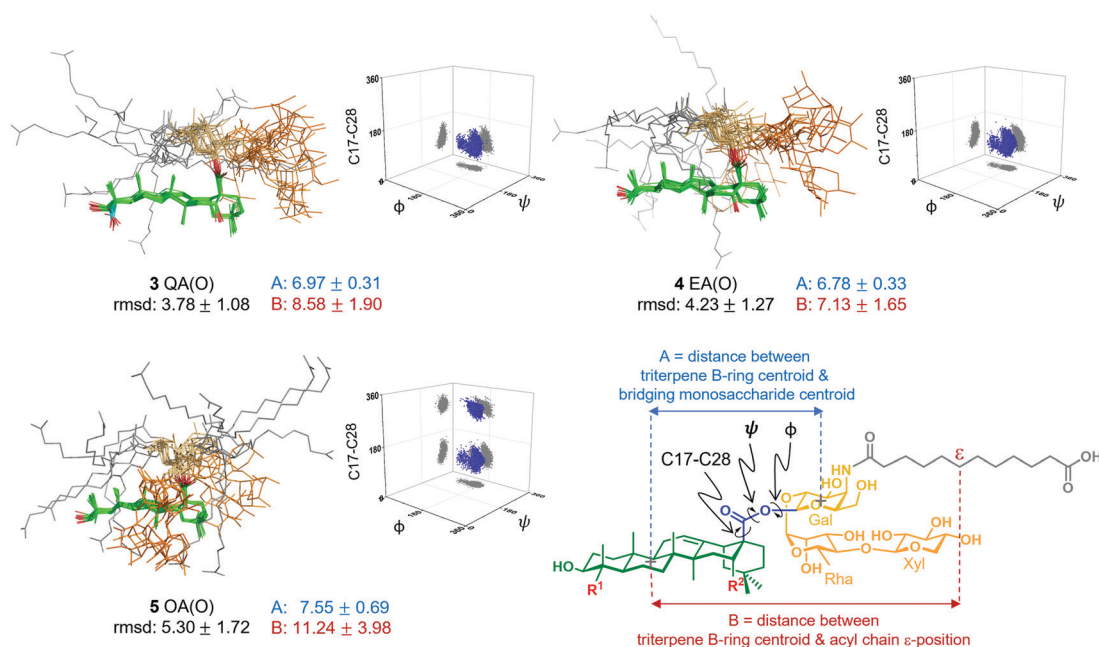 360
180
0
C17-C28
ϕ
180
360
0
180
360
ψ
3 QA(O)
rmsd: 3.78 ± 1.08
A: 6.97 ± 0.31
B: 8.58 ± 1.90
360
180
0
C17-C28
ϕ
180
360
0
180
360
ψ
4 EA(O)
rmsd: 4.23 ± 1.27
A: 6.78 ± 0.33
B: 7.13 ± 1.65
360
180
0
C17-C28
ϕ
180
360
0
180
360
ψ
5 OA(O)
rmsd: 5.30 ± 1.72
A: 7.55 ± 0.69
B: 11.24 ± 3.98
A = distance between
triterpene B-ring centroid &
bridging monosaccharide centroid
ψ ϕ
C17-C28
O
NH
ε
O
OH
HO
OH
O
O
O
O
Gal
HO
O
OH
O
OH
Rha
O
HO
HO
OH
O
Xyl
HO
R¹
R²
B = distance between
triterpene B-ring centroid & acyl chain ε-position